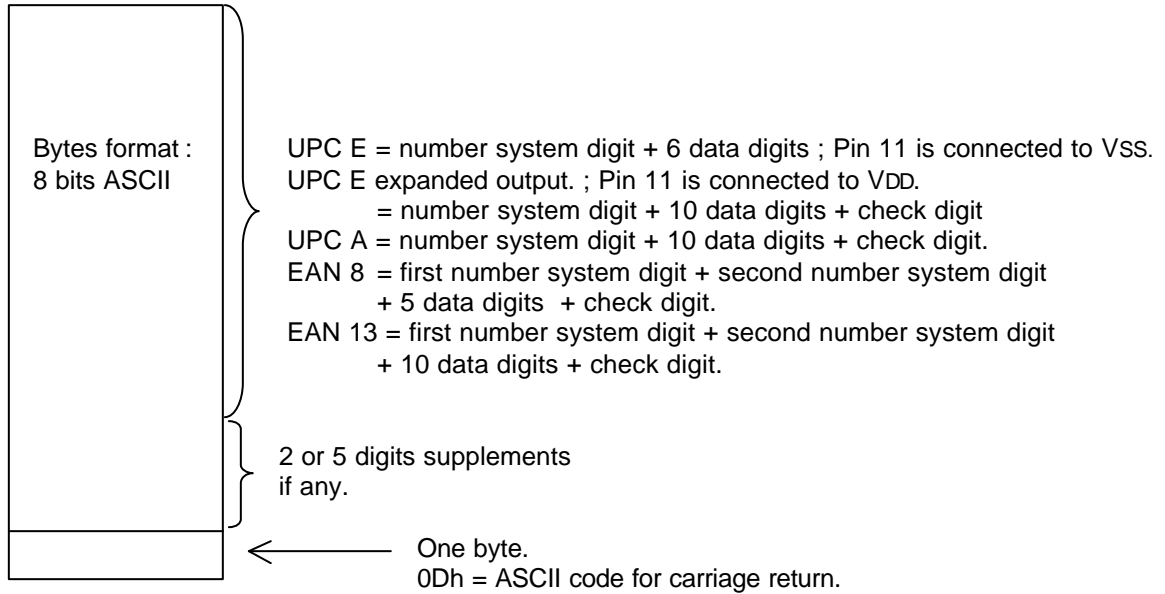 Bytes format :
8 bits ASCII
UPC E = number system digit + 6 data digits ; Pin 11 is connected to VSS.
UPC E expanded output. ; Pin 11 is connected to VDD.
= number system digit + 10 data digits + check digit
UPC A = number system digit + 10 data digits + check digit.
EAN 8 = first number system digit + second number system digit
+ 5 data digits + check digit.
EAN 13 = first number system digit + second number system digit
+ 10 data digits + check digit.
2 or 5 digits supplements
if any.
One byte.
0Dh = ASCII code for carriage return.